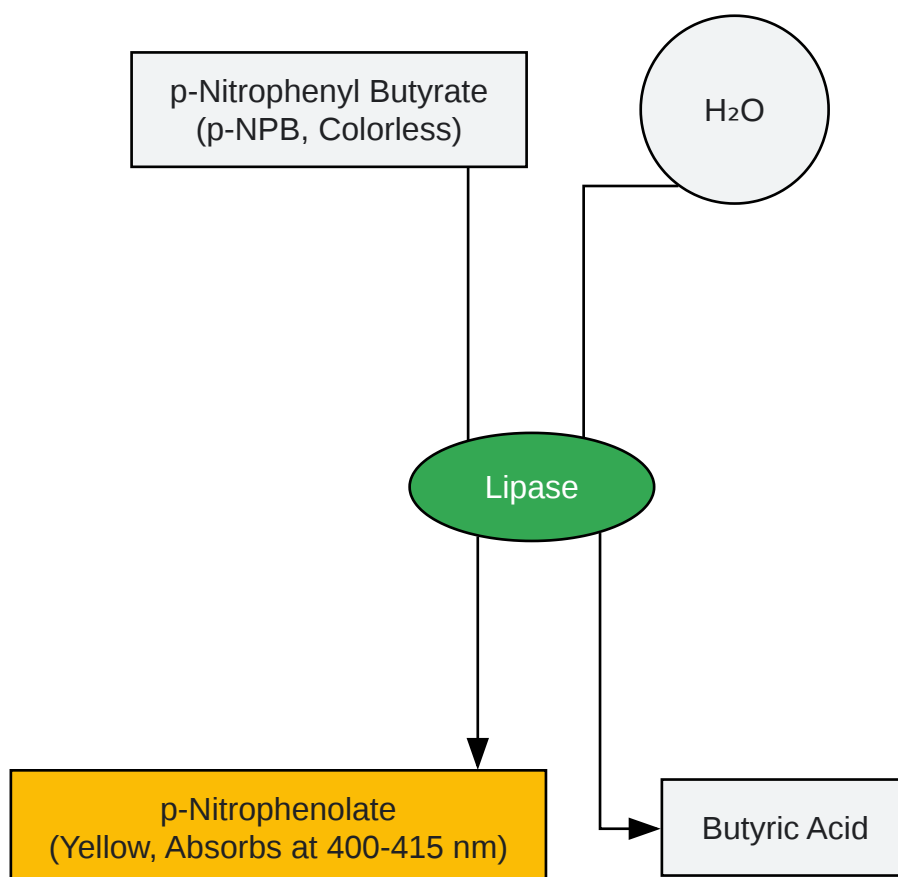 p-Nitrophenyl Butyrate
(p-NPB, Colorless)
H₂O
Lipase
p-Nitrophenolate
(Yellow, Absorbs at 400-415 nm)
Butyric Acid